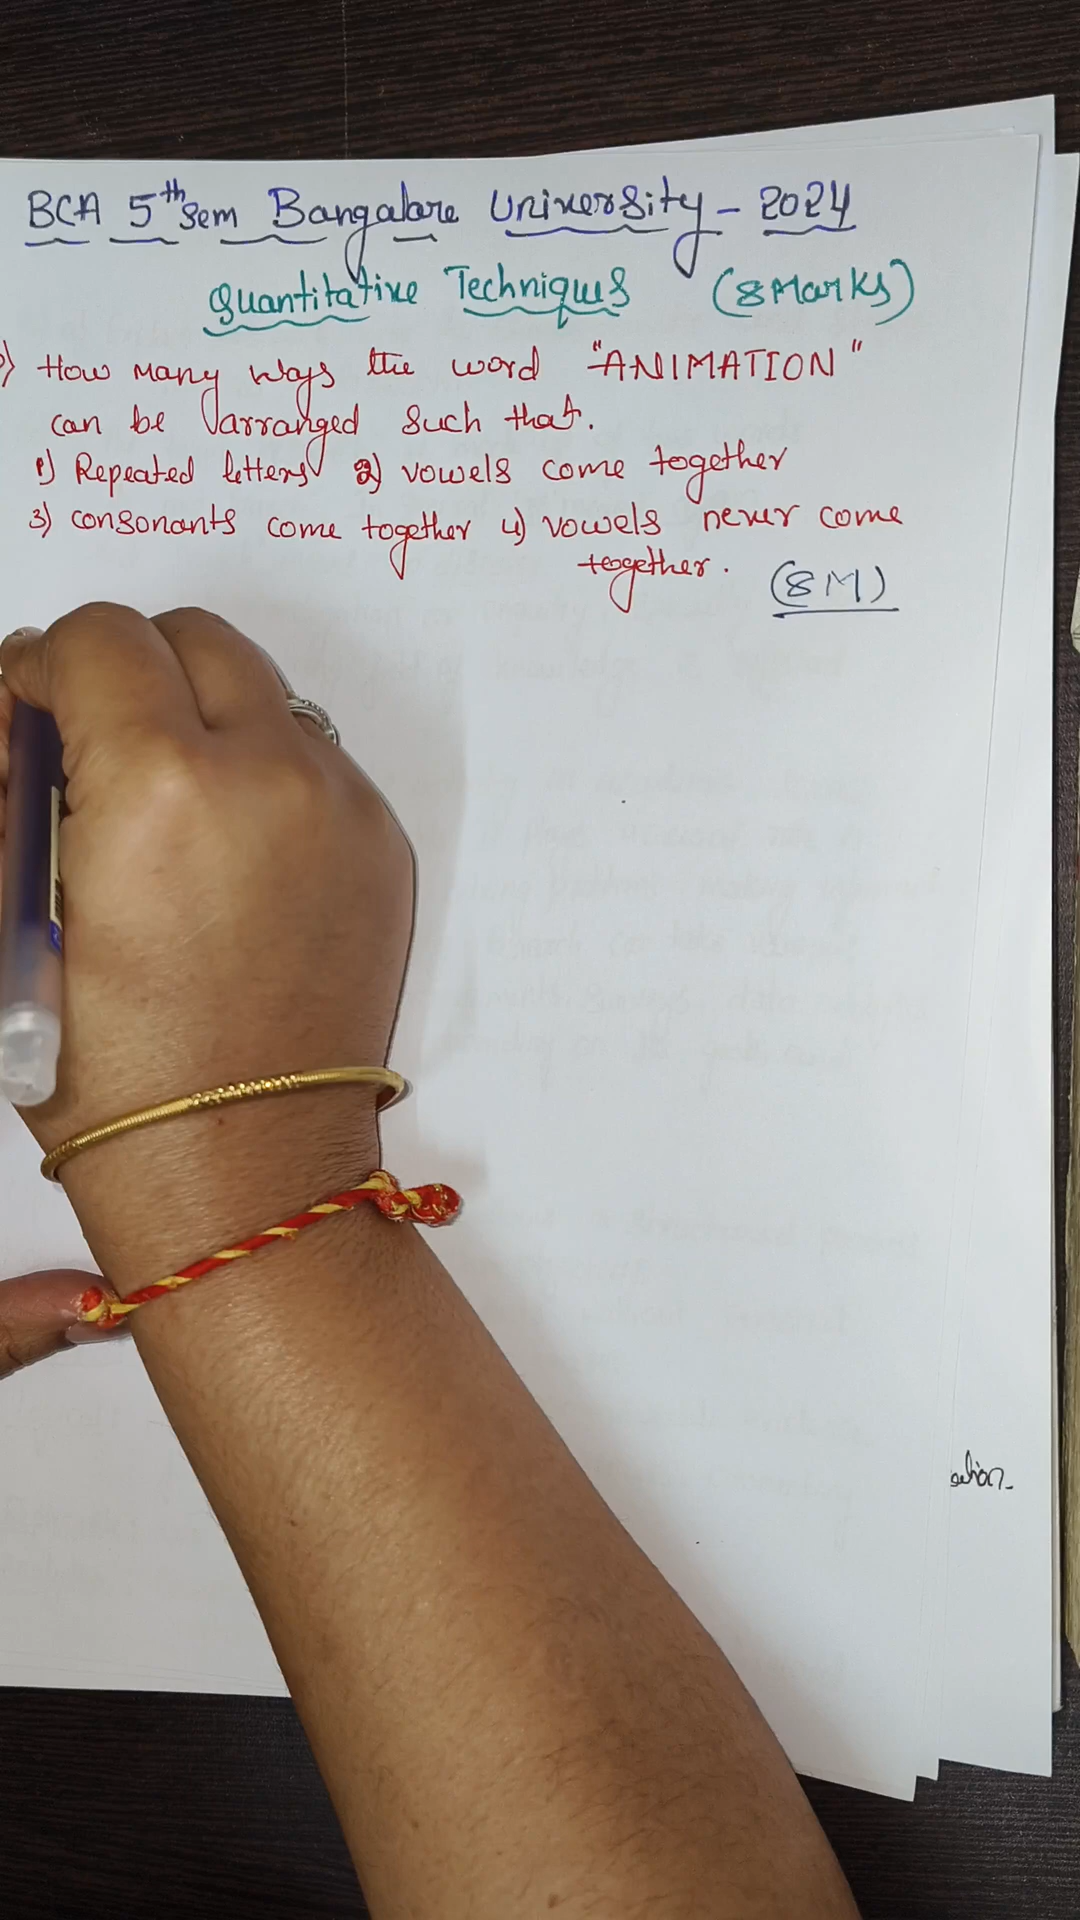 BCA 5th Sem Bangalore University - 2024
Quantitative Techniques (8 Marks)
How many ways the word "ANIMATION"
can be arranged such that.
1) Repeated letters 2) vowels come together
3) consonants come together 4) vowels never come
together. (8M)